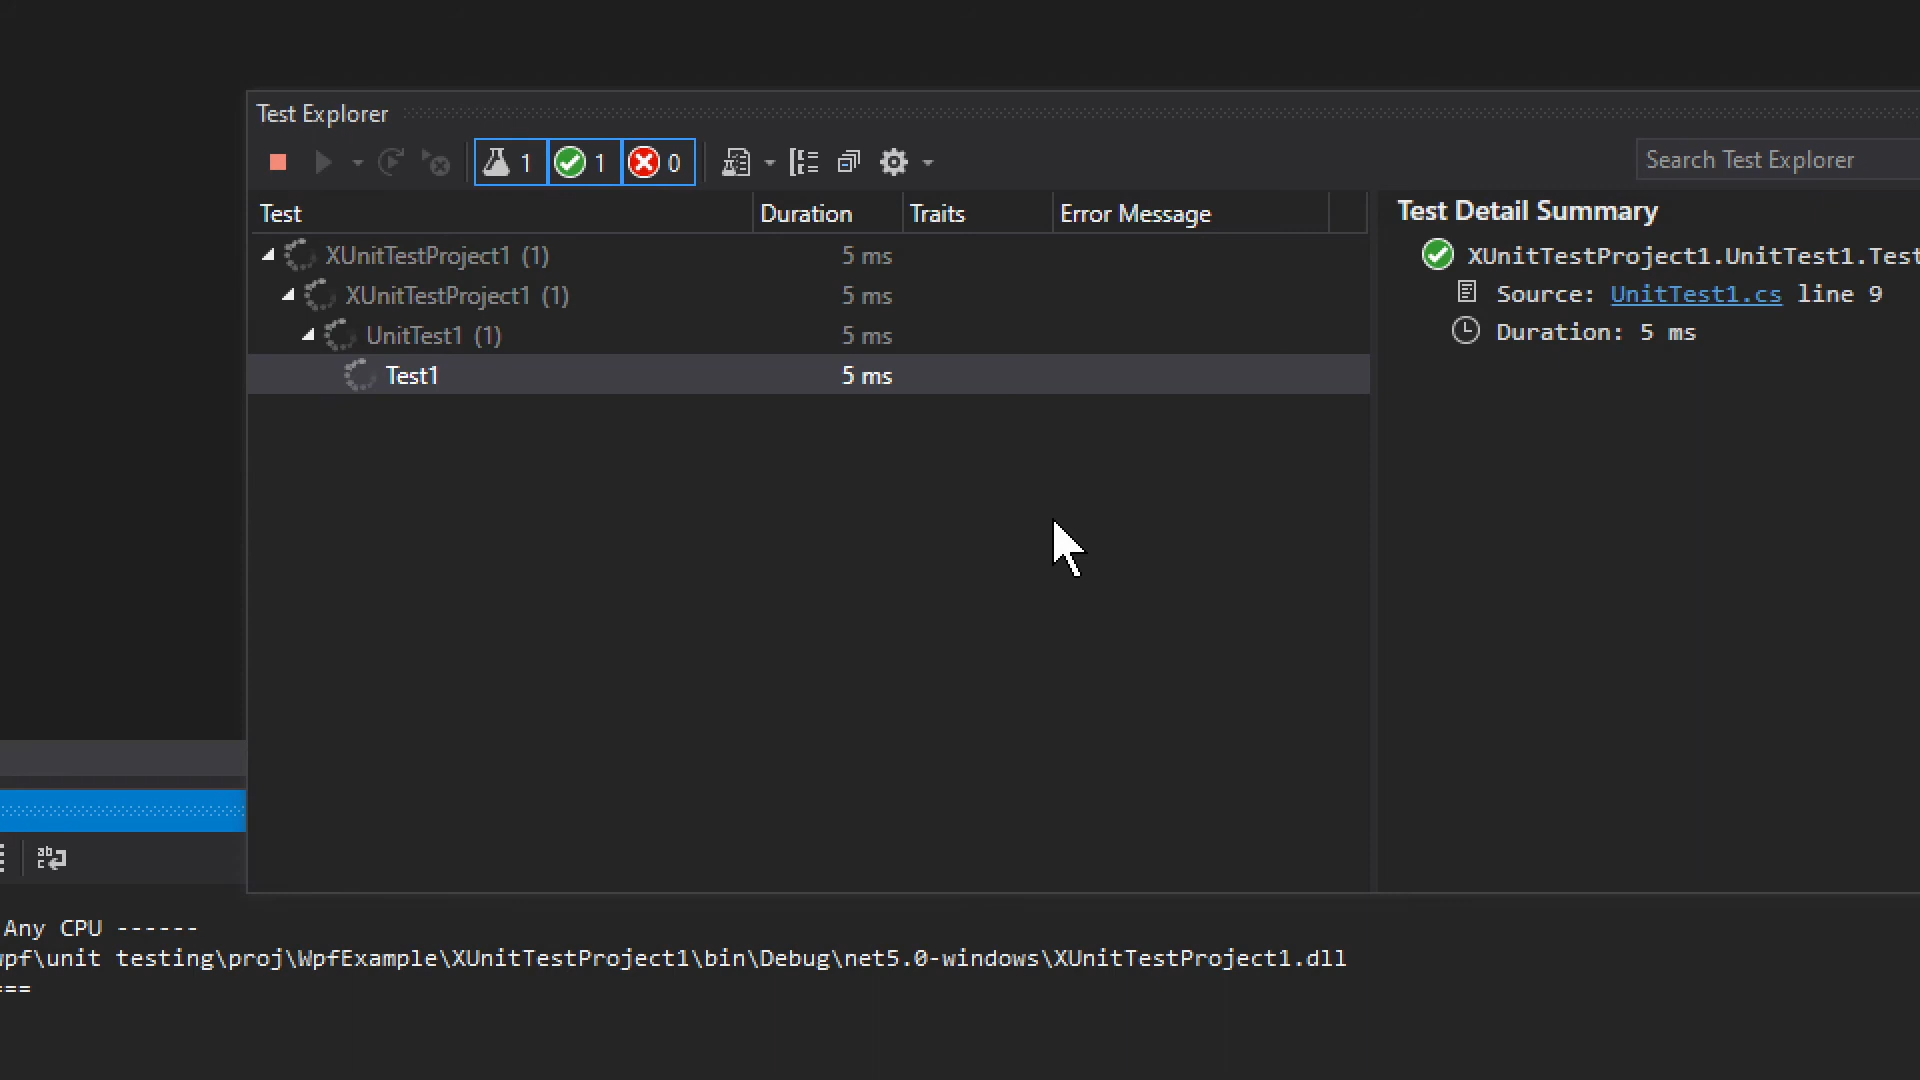 Test Explorer
1 1 0
Search Test Explorer
Test Duration Traits Error Message
XUnitTestProject1 (1) 5 ms
XUnitTestProject1 (1) 5 ms
UnitTest1 (1) 5 ms
Test1 5 ms
Test Detail Summary
XUnitTestProject1.UnitTest1.Test
Source: UnitTest1.cs line 9
Duration: 5 ms
Any CPU ------
wpf\unit testing\proj\WpfExample\XUnitTestProject1\bin\Debug\net5.0-windows\XUnitTestProject1.dll
===